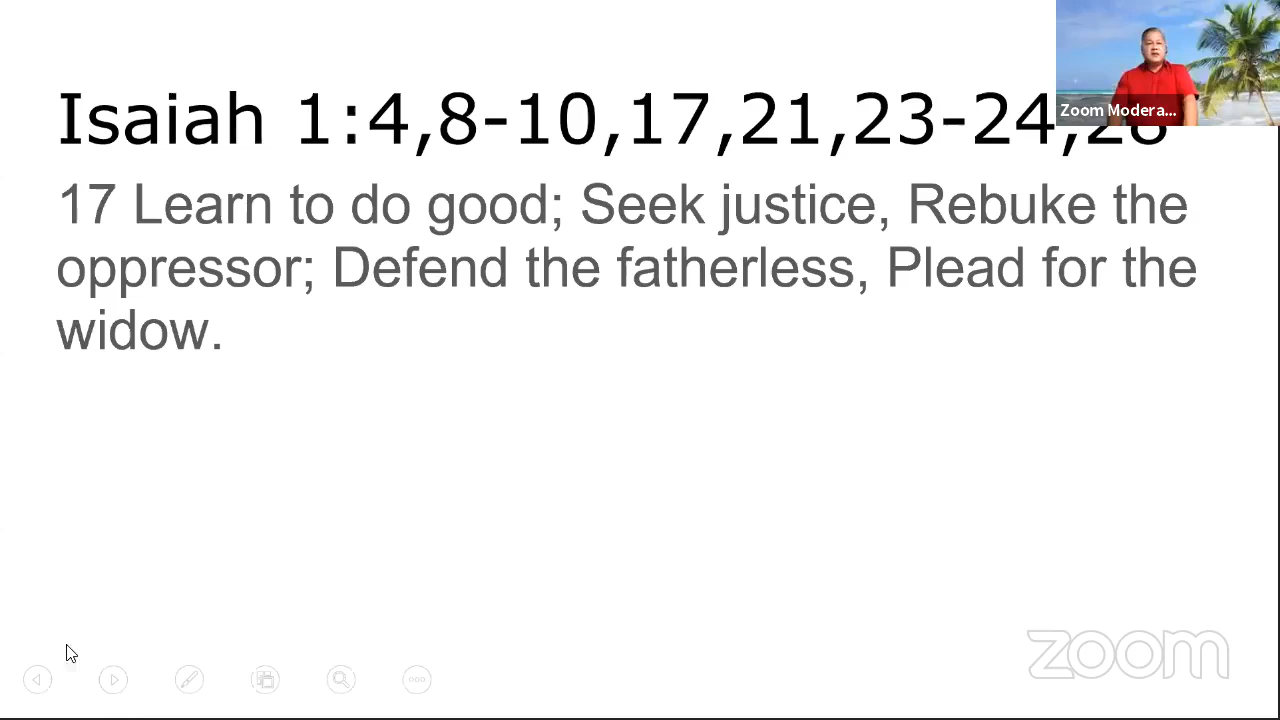 Isaiah 1:4,8-10,17,21,23-24,28
Zoom Modera...
17 Learn to do good; Seek justice, Rebuke the
oppressor; Defend the fatherless, Plead for the
widow.
zoom